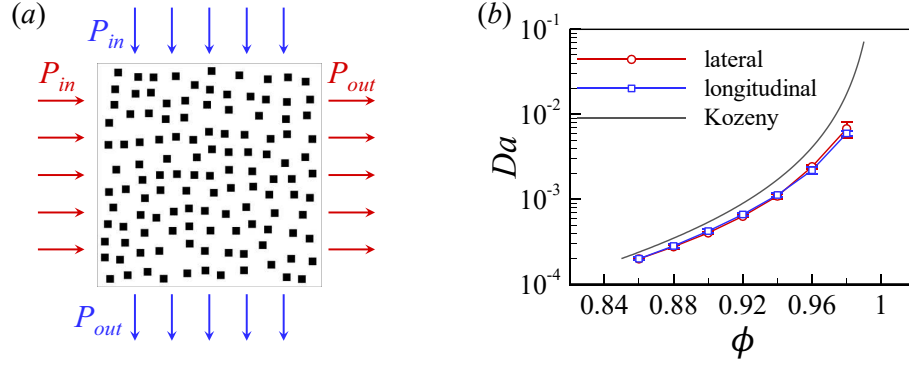 (a)
P_in
P_in
P_out
P_out
(b)
Da
10^-1
10^-2
10^-3
10^-4
lateral
longitudinal
Kozeny
0.84
0.88
0.92
0.96
1
ϕ